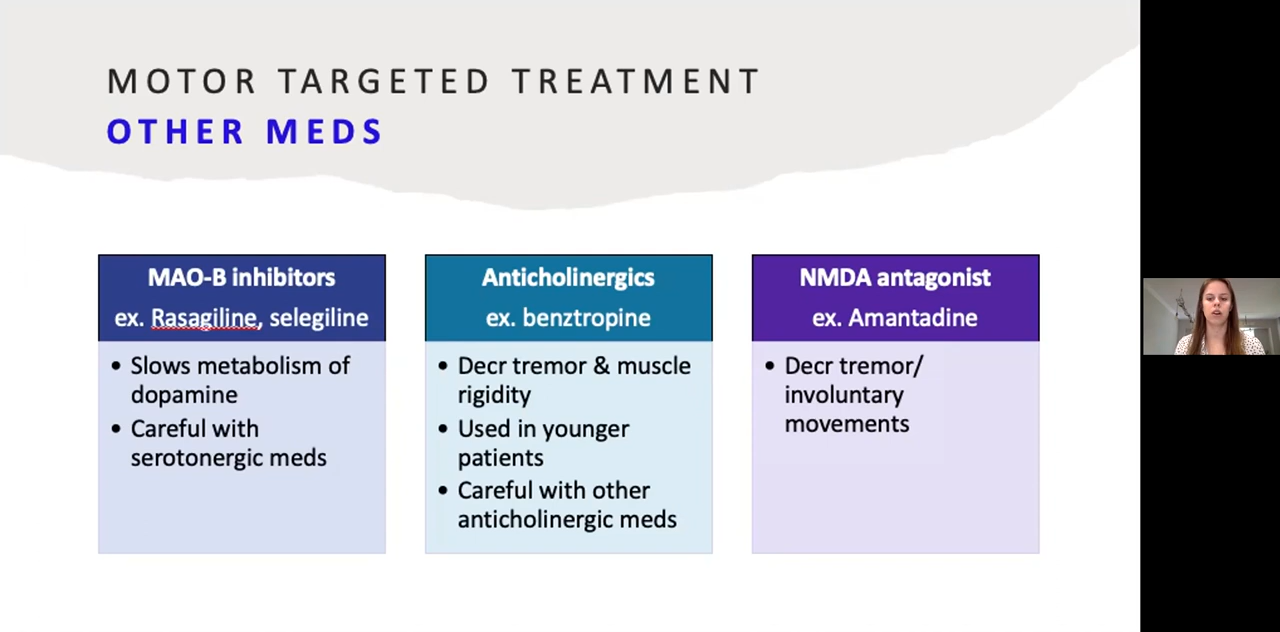 MOTOR TARGETED TREATMENT
OTHER MEDS
MAO-B inhibitors
ex. Rasagiline, selegiline
• Slows metabolism of
dopamine
• Careful with
serotonergic meds
Anticholinergics
ex. benztropine
• Decr tremor & muscle
rigidity
• Used in younger
patients
• Careful with other
anticholinergic meds
NMDA antagonist
ex. Amantadine
• Decr tremor/
involuntary
movements